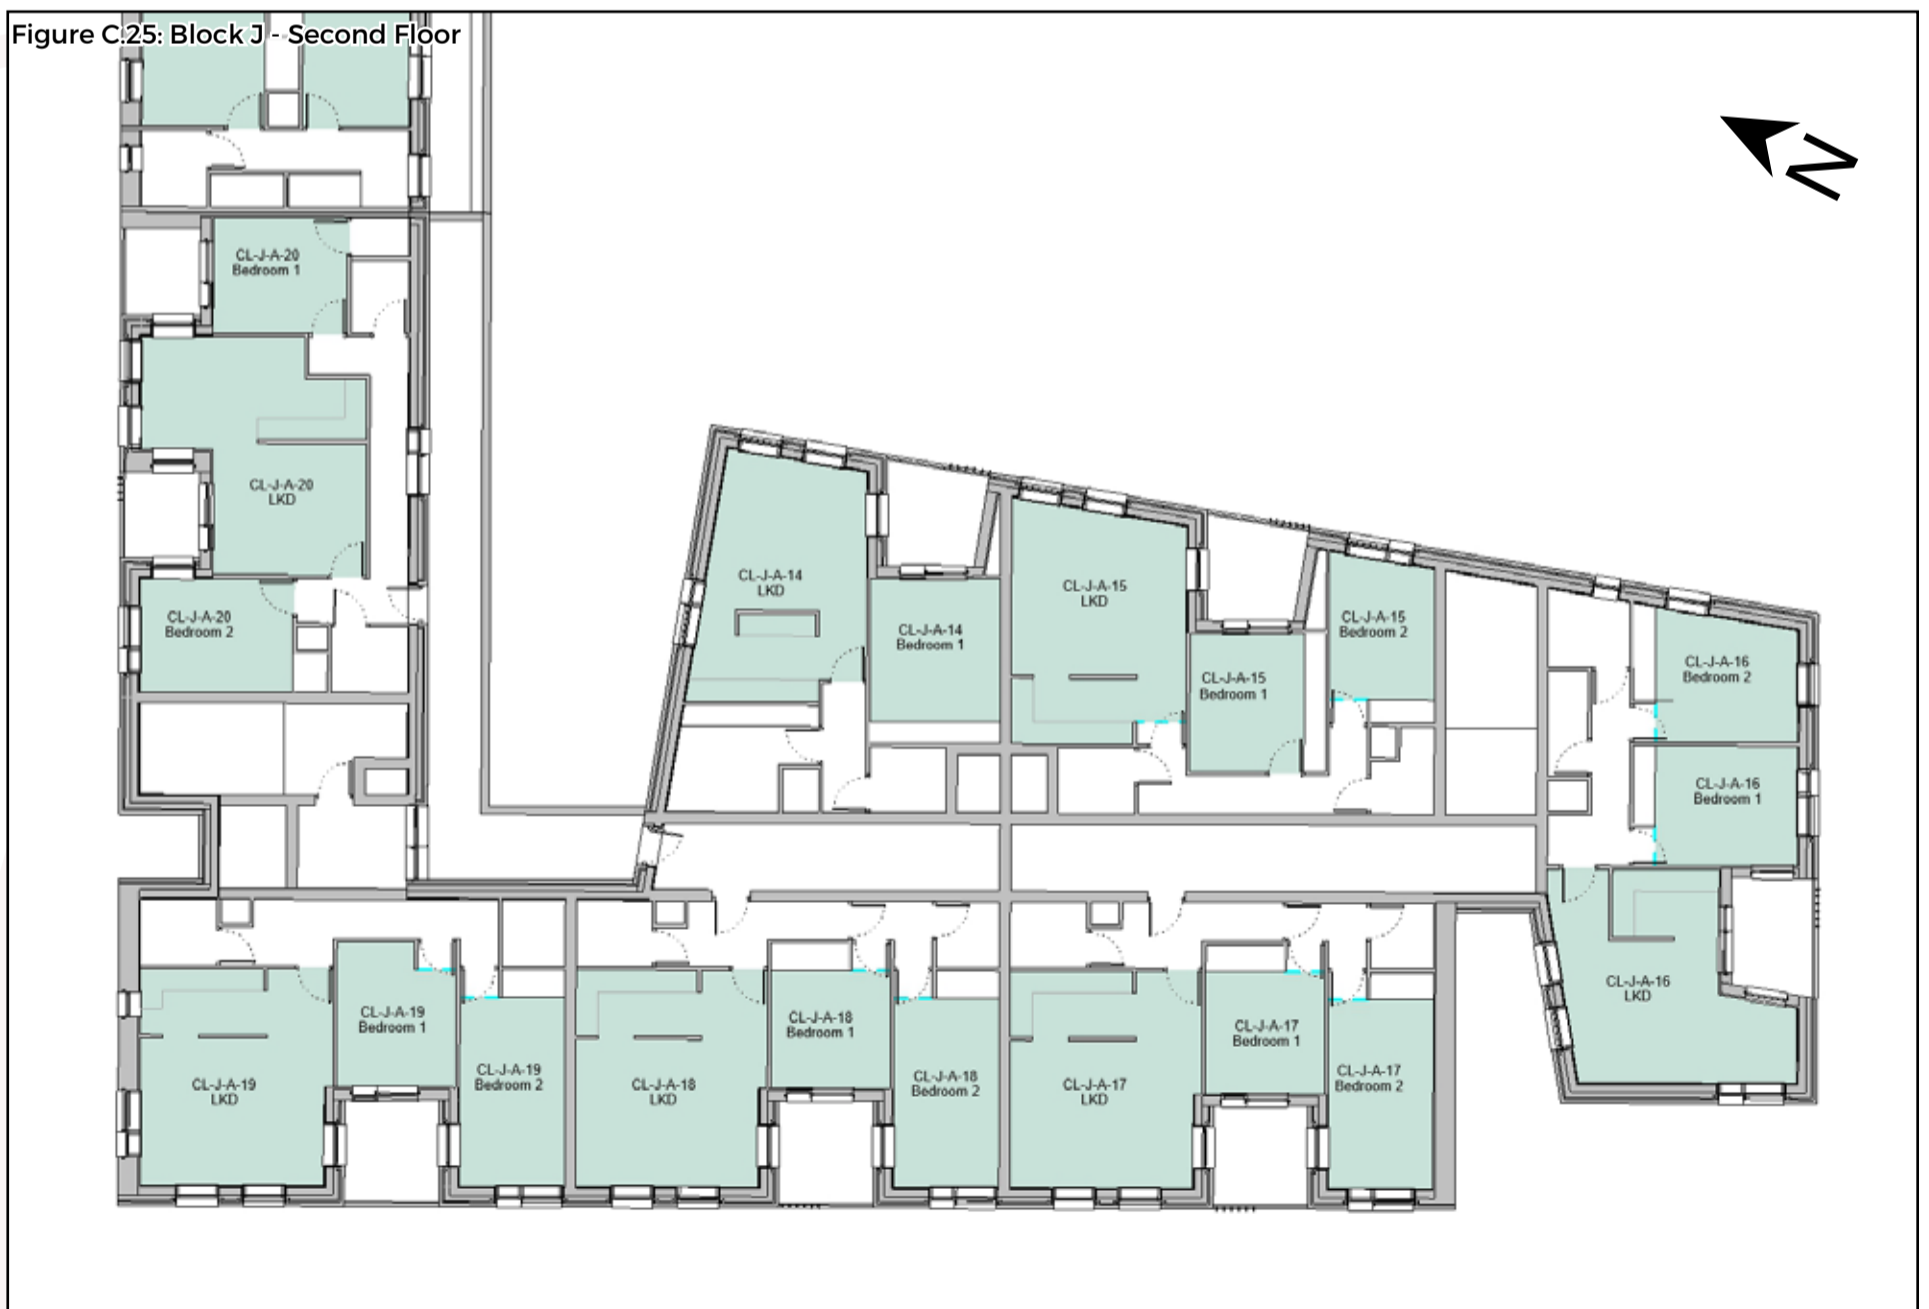 Figure C.25: Block J - Second Floor
N
CL-J-A-20
Bedroom 1
CL-J-A-20
LKD
CL-J-A-20
Bedroom 2
CL-J-A-14
LKD
CL-J-A-14
Bedroom 1
CL-J-A-15
LKD
CL-J-A-15
Bedroom 1
CL-J-A-15
Bedroom 2
CL-J-A-16
Bedroom 2
CL-J-A-16
Bedroom 1
CL-J-A-16
LKD
CL-J-A-19
LKD
CL-J-A-19
Bedroom 1
CL-J-A-19
Bedroom 2
CL-J-A-18
LKD
CL-J-A-18
Bedroom 1
CL-J-A-18
Bedroom 2
CL-J-A-17
LKD
CL-J-A-17
Bedroom 1
CL-J-A-17
Bedroom 2